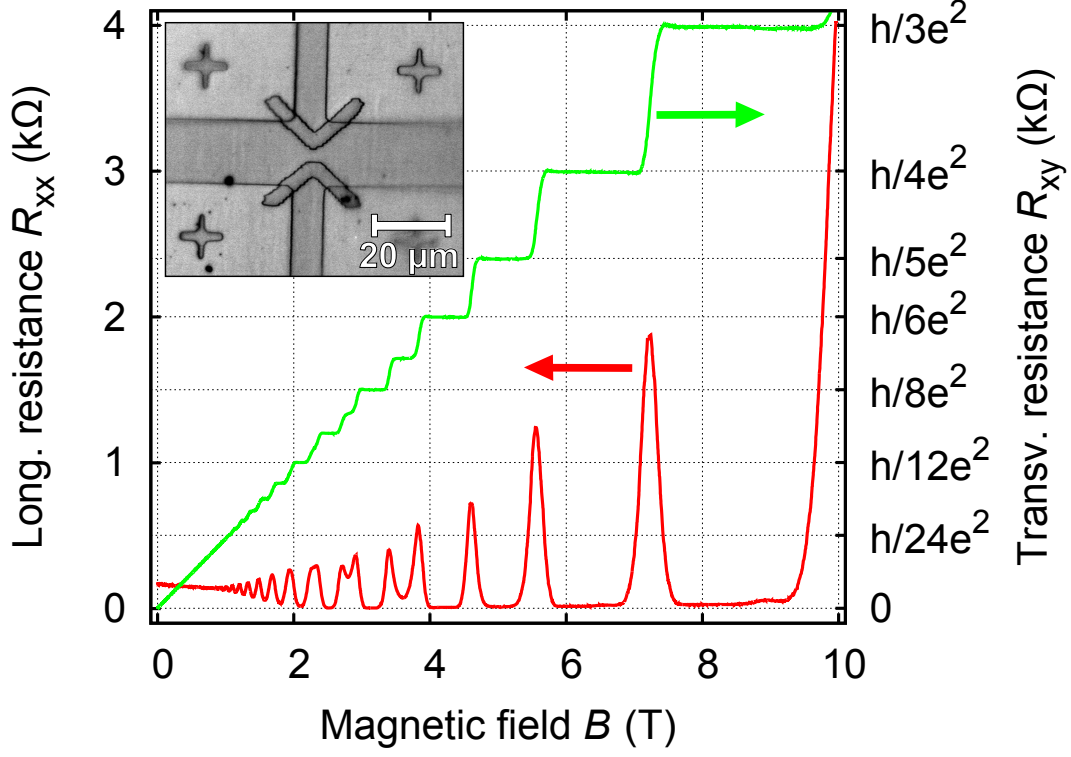 Long. resistance Rxx (kΩ)
4
3
2
1
0
20 µm
h/3e²
h/4e²
h/5e²
h/6e²
h/8e²
h/12e²
h/24e²
0
Transv. resistance Rxy (kΩ)
0 2 4 6 8 10
Magnetic field B (T)